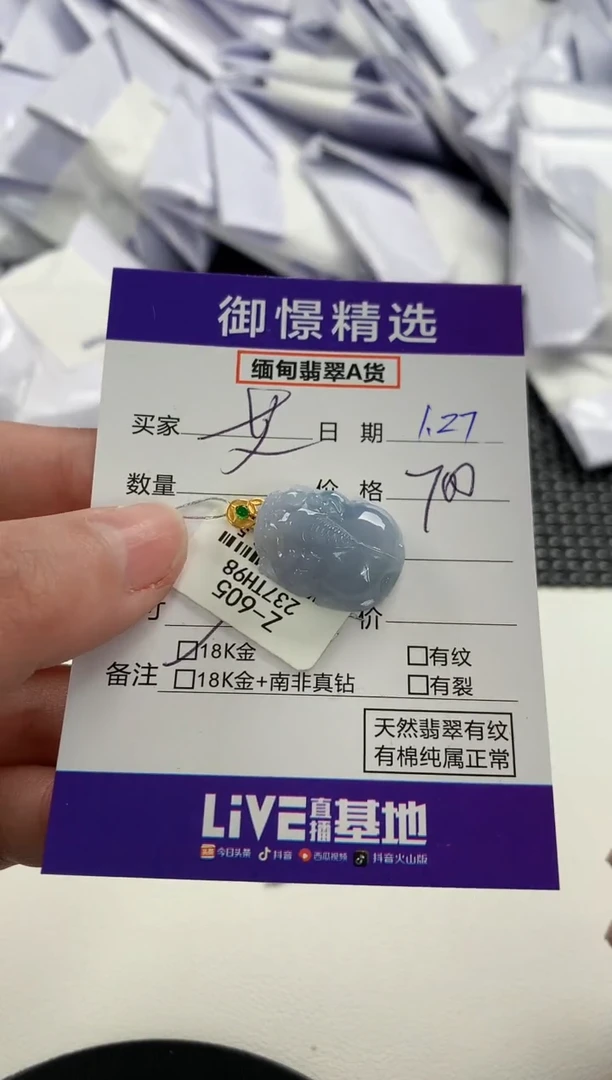 御憬精选
缅甸翡翠A货
买家 日 期 1.27
数量 价 格 700
Z-605
237TH98
寸 价
备注 18K金 有纹
18K金+南非真钻 有裂
天然翡翠有纹
有棉纯属正常
LiVE直播基地
头条 今日头条 抖音 西瓜视频 抖音火山版